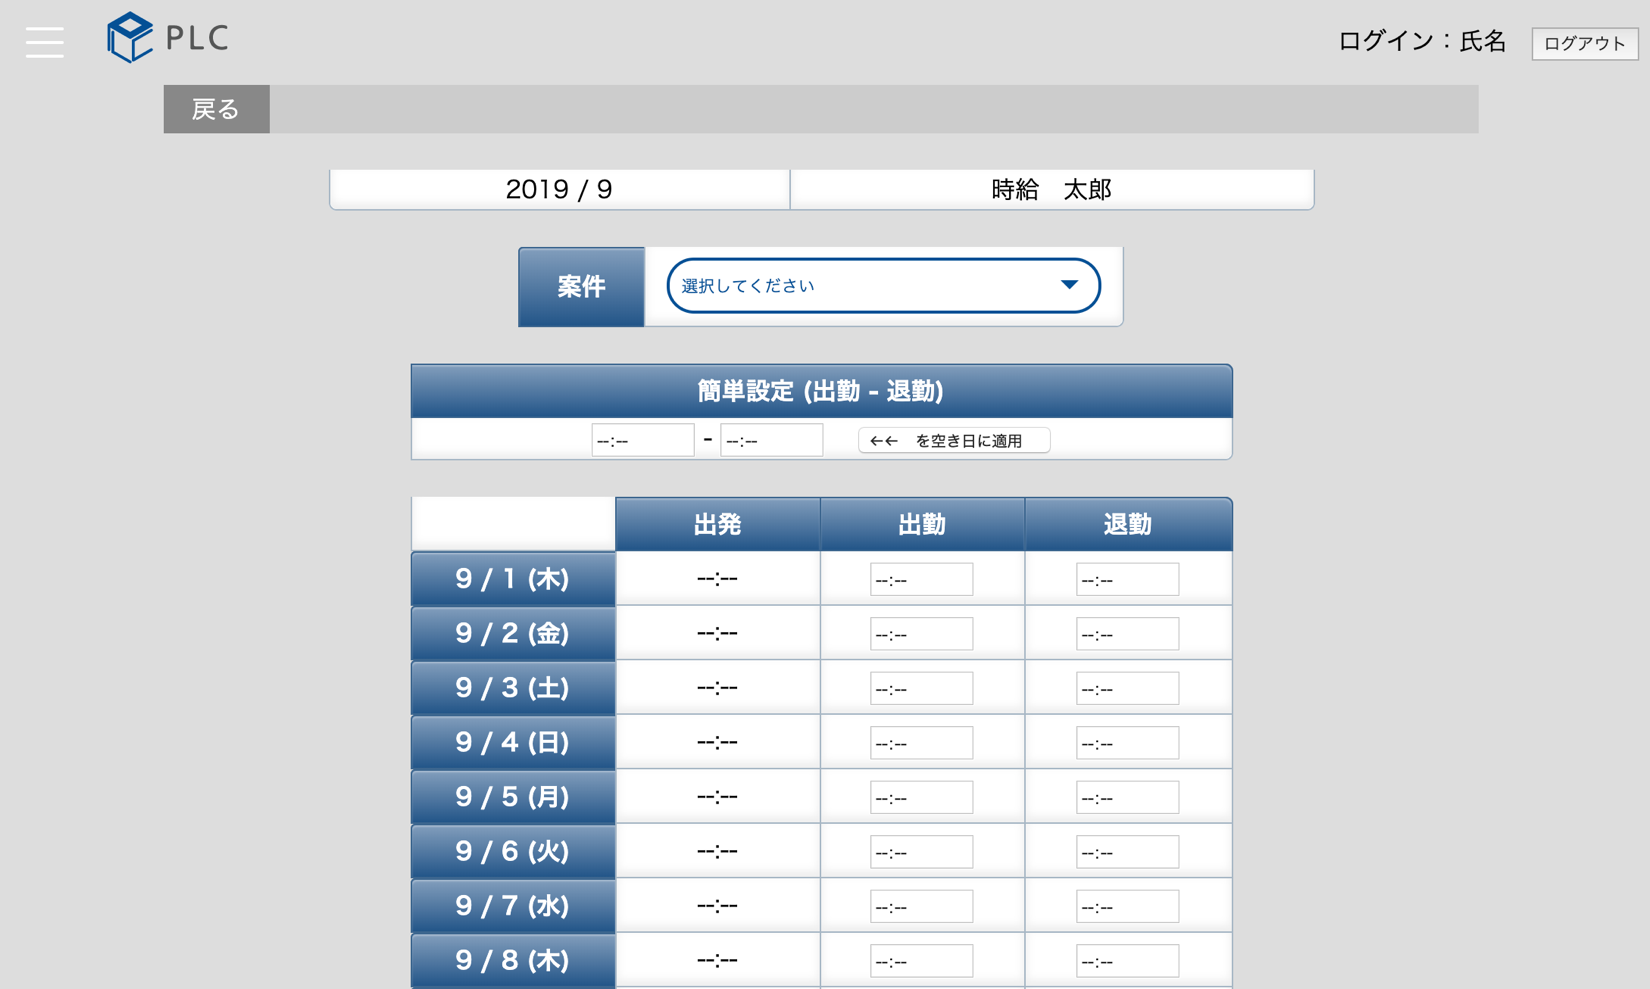 PLC
ログイン：氏名 ログアウト
戻る
2019 / 9 時給　太郎
案件 選択してください
簡単設定 (出勤 - 退勤)
--:-- - --:-- ←← を空き日に適用
出発 出勤 退勤
9 / 1 (木) --:-- --:-- --:--
9 / 2 (金) --:-- --:-- --:--
9 / 3 (土) --:-- --:-- --:--
9 / 4 (日) --:-- --:-- --:--
9 / 5 (月) --:-- --:-- --:--
9 / 6 (火) --:-- --:-- --:--
9 / 7 (水) --:-- --:-- --:--
9 / 8 (木) --:-- --:-- --:--